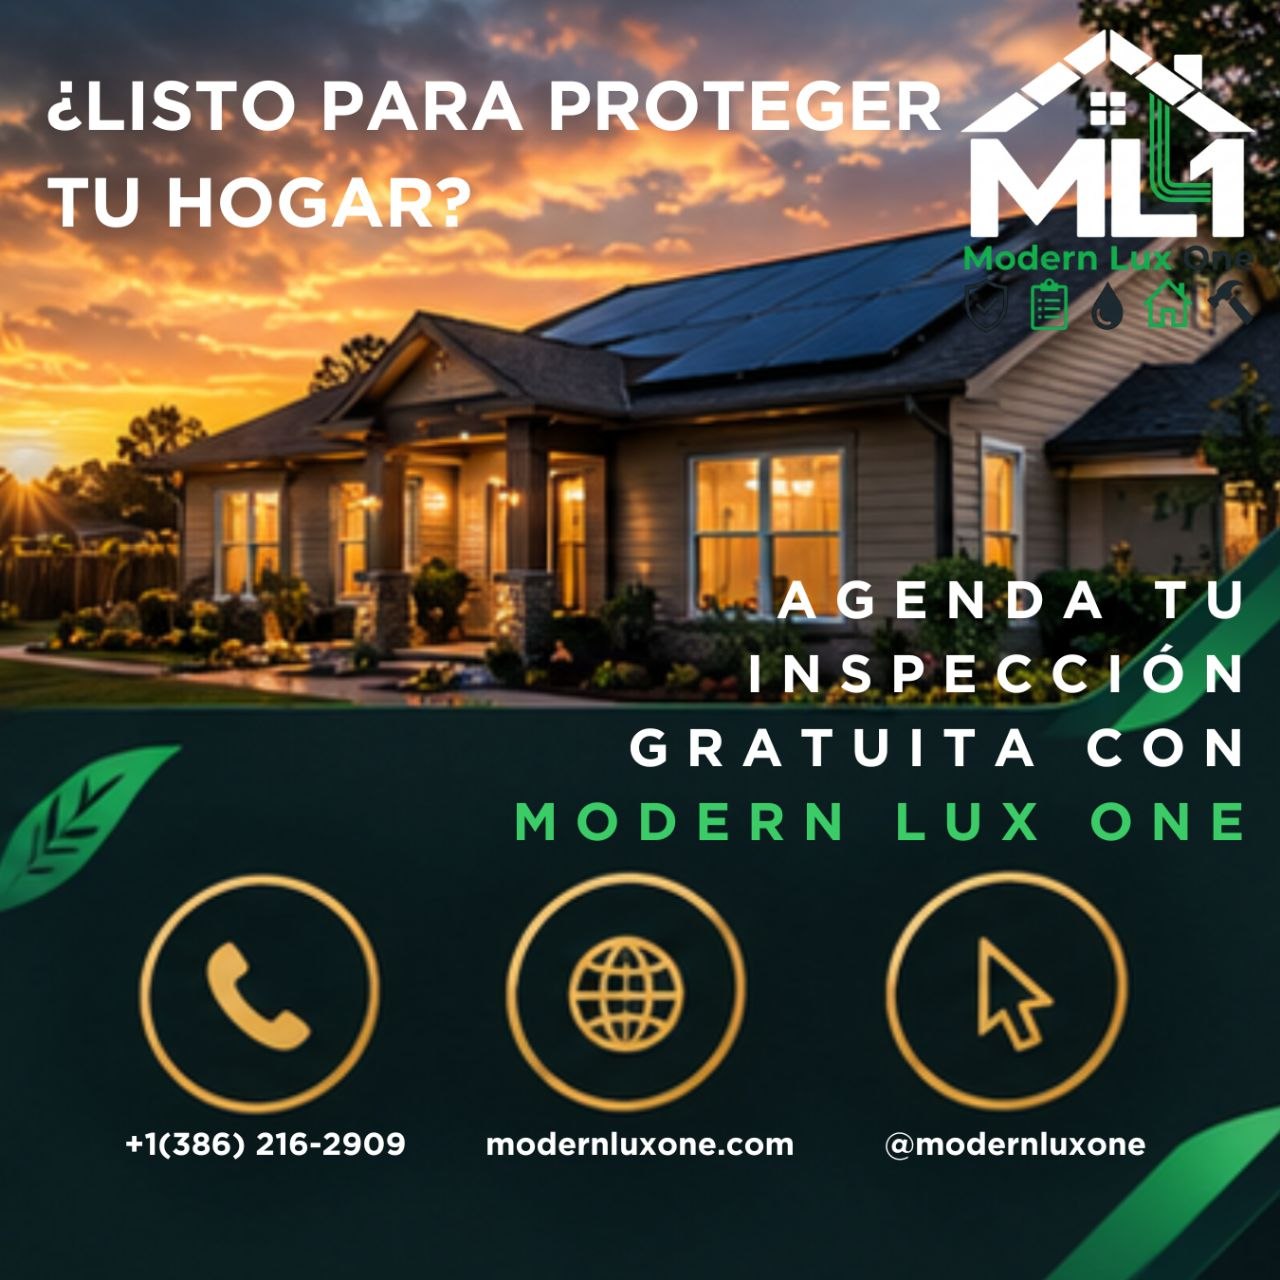 ¿LISTO PARA PROTEGER
TU HOGAR?
ML1
Modern Lux One
AGENDA TU
INSPECCIÓN
GRATUITA CON
MODERN LUX ONE
+1(386) 216-2909
modernluxone.com
@modernluxone